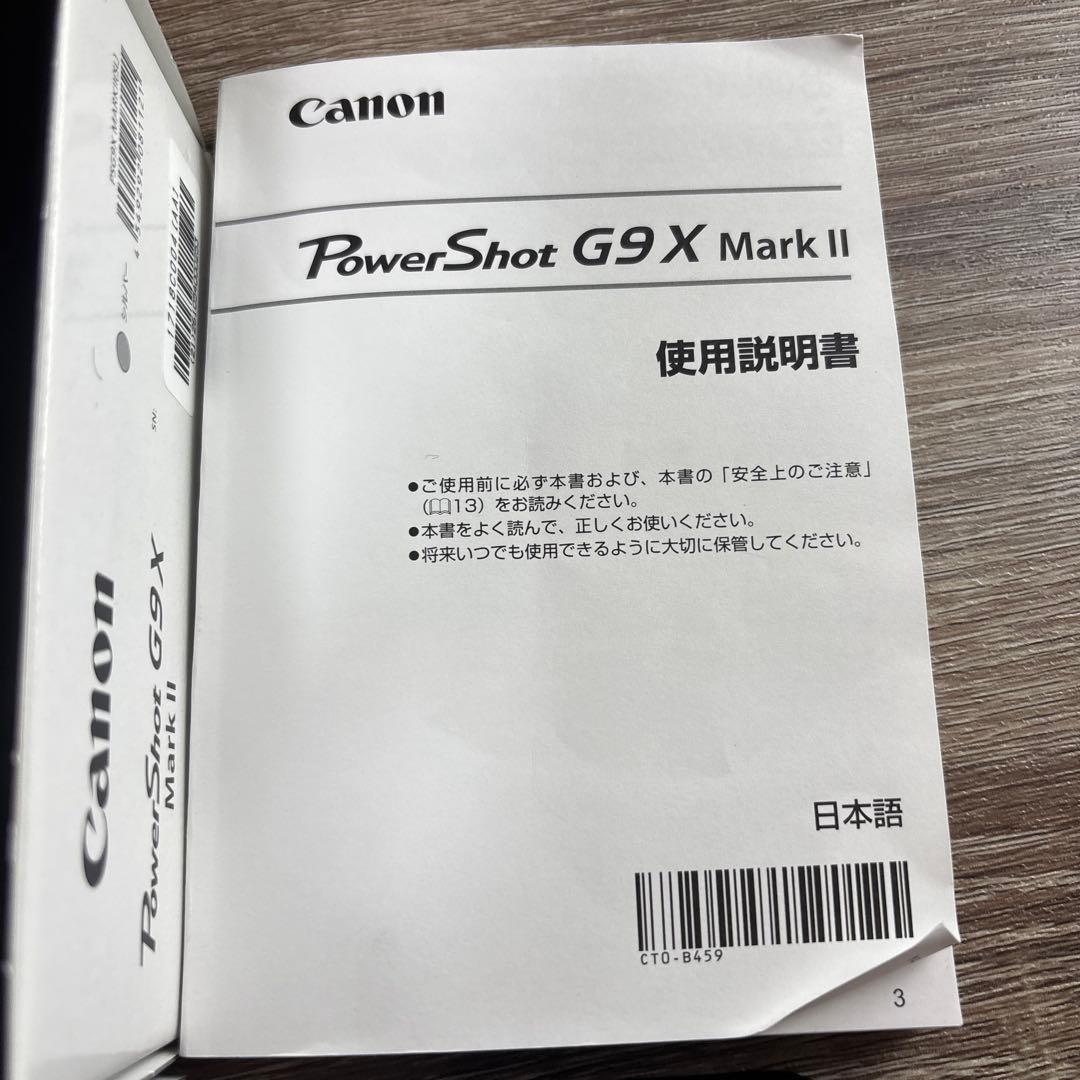 Canon
PowerShot G9 X Mark II
使用説明書
●ご使用前に必ず本書および、本書の「安全上のご注意」
(📖13)をお読みください。
●本書をよく読んで、正しくお使いください。
●将来いつでも使用できるように大切に保管してください。
日本語
CT0-B459
3
Canon
PowerShot G9 X
Mark II
SN:
シルバー